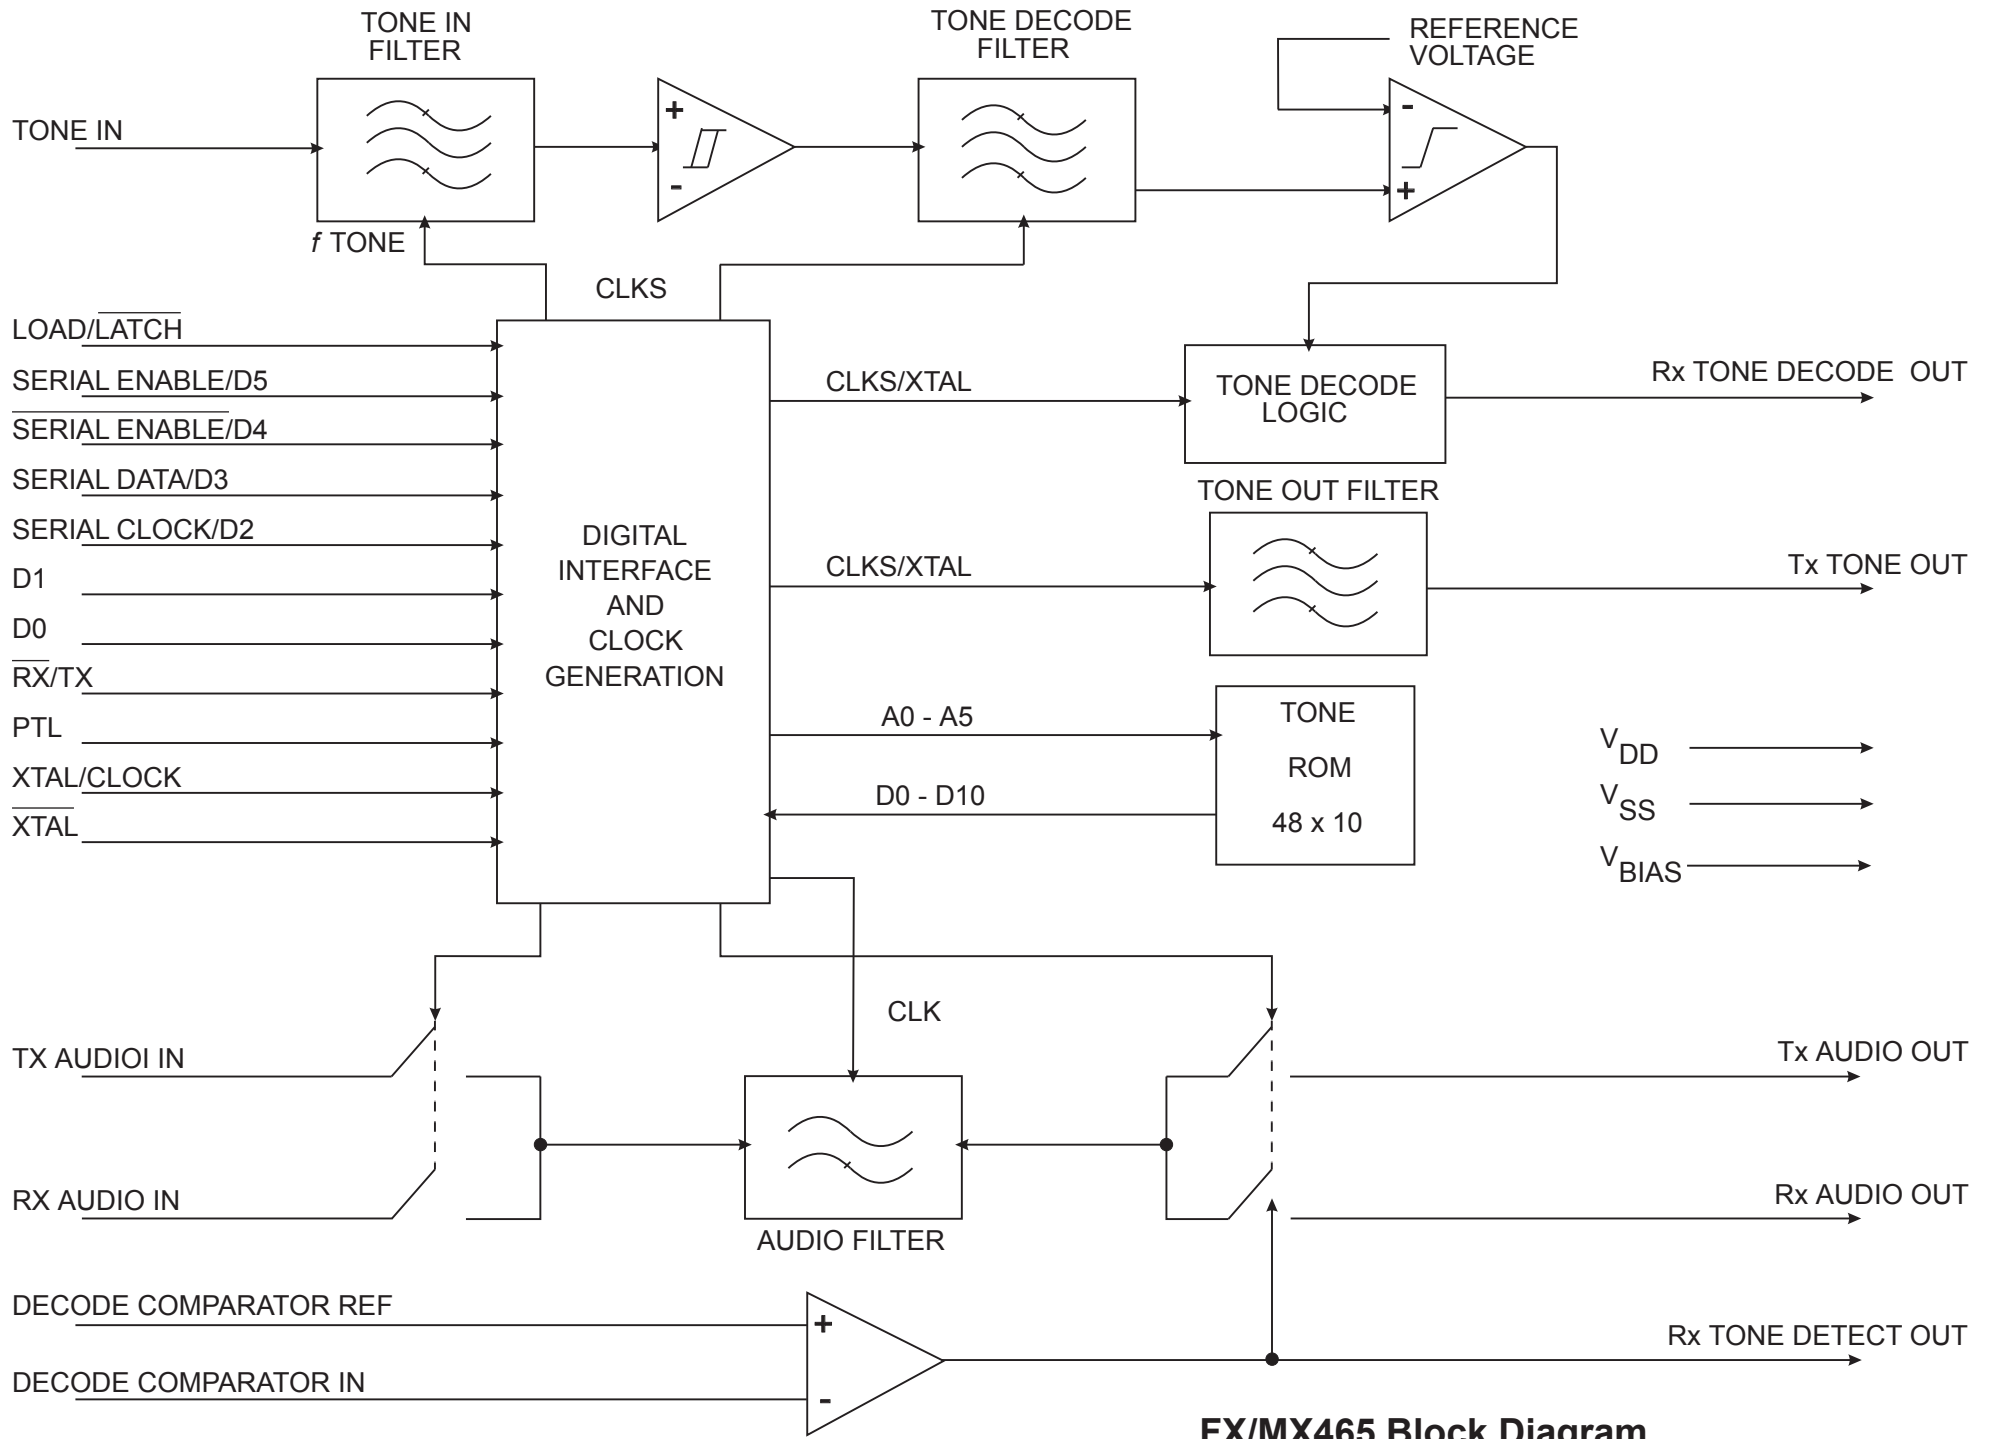 TONE IN
FILTER
TONE DECODE
FILTER
REFERENCE
VOLTAGE
TONE IN
+
-
-
+
f TONE
CLKS
LOAD/LATCH
SERIAL ENABLE/D5
SERIAL ENABLE/D4
SERIAL DATA/D3
SERIAL CLOCK/D2
D1
D0
RX/TX
PTL
XTAL/CLOCK
XTAL
DIGITAL
INTERFACE
AND
CLOCK
GENERATION
CLKS/XTAL
TONE DECODE
LOGIC
Rx TONE DECODE OUT
TONE OUT FILTER
CLKS/XTAL
Tx TONE OUT
A0 - A5
D0 - D10
TONE
ROM
48 x 10
VDD
VSS
VBIAS
CLK
TX AUDIOI IN
Tx AUDIO OUT
RX AUDIO IN
Rx AUDIO OUT
AUDIO FILTER
DECODE COMPARATOR REF
+
Rx TONE DETECT OUT
DECODE COMPARATOR IN
-
FX/MX465 Block Diagram